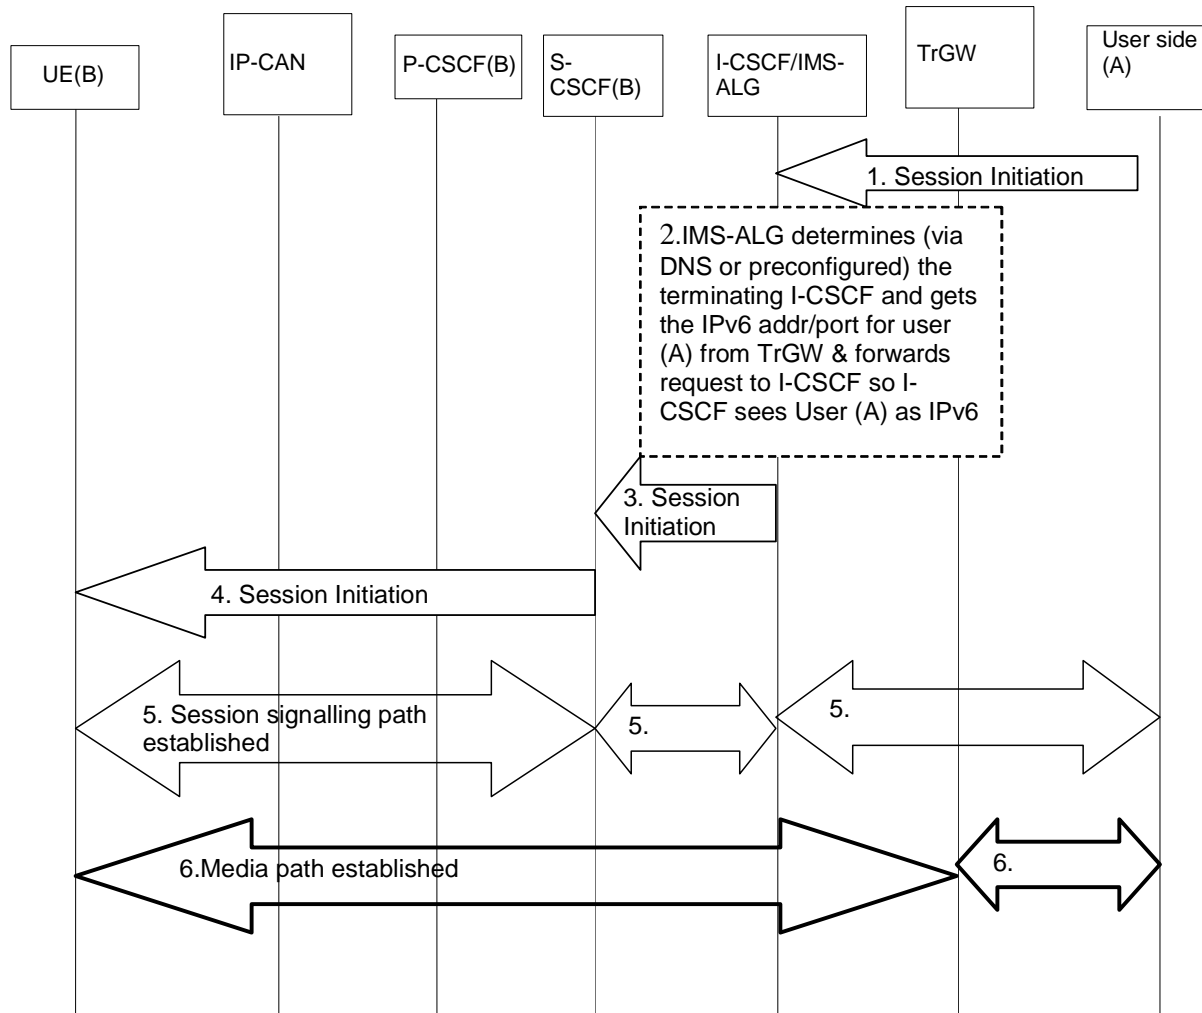 UE(B)
IP-CAN
P-CSCF(B)
S-
CSCF(B)
I-CSCF/IMS-
ALG
TrGW
User side
(A)
1. Session Initiation
2.IMS-ALG determines (via
DNS or preconfigured) the
terminating I-CSCF and gets
the IPv6 addr/port for user
(A) from TrGW & forwards
request to I-CSCF so I-
CSCF sees User (A) as IPv6
3. Session
Initiation
4. Session Initiation
5. Session signalling path
established
5.
5.
6.Media path established
6.